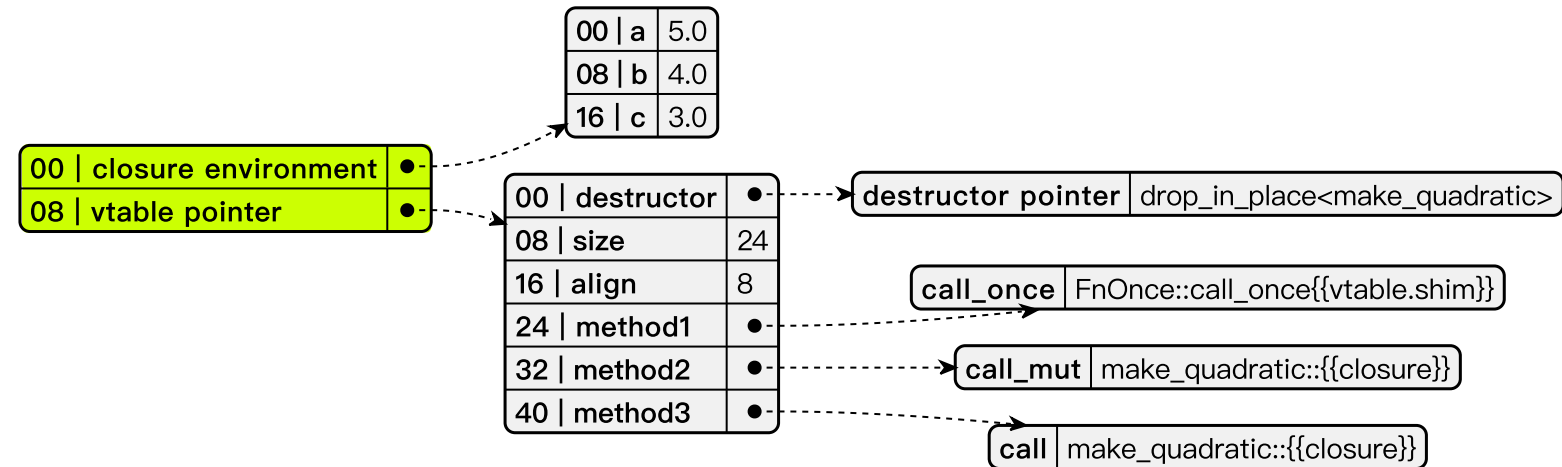 00 | a 5.0
08 | b 4.0
16 | c 3.0
00 | closure environment
08 | vtable pointer
00 | destructor
08 | size 24
16 | align 8
24 | method1
32 | method2
40 | method3
destructor pointer drop_in_place<make_quadratic>
call_once FnOnce::call_once{{vtable.shim}}
call_mut make_quadratic::{{closure}}
call make_quadratic::{{closure}}